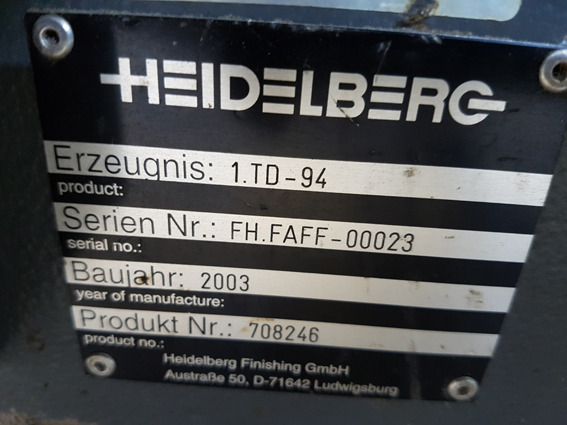 HEIDELBERG
Erzeugnis: 1.TD-94
product:
Serien Nr.: FH.FAFF-00023
serial no.:
Baujahr: 2003
year of manufacture:
Produkt Nr.: 708246
product no.:
Heidelberg Finishing GmbH
Austraße 50, D-71642 Ludwigsburg